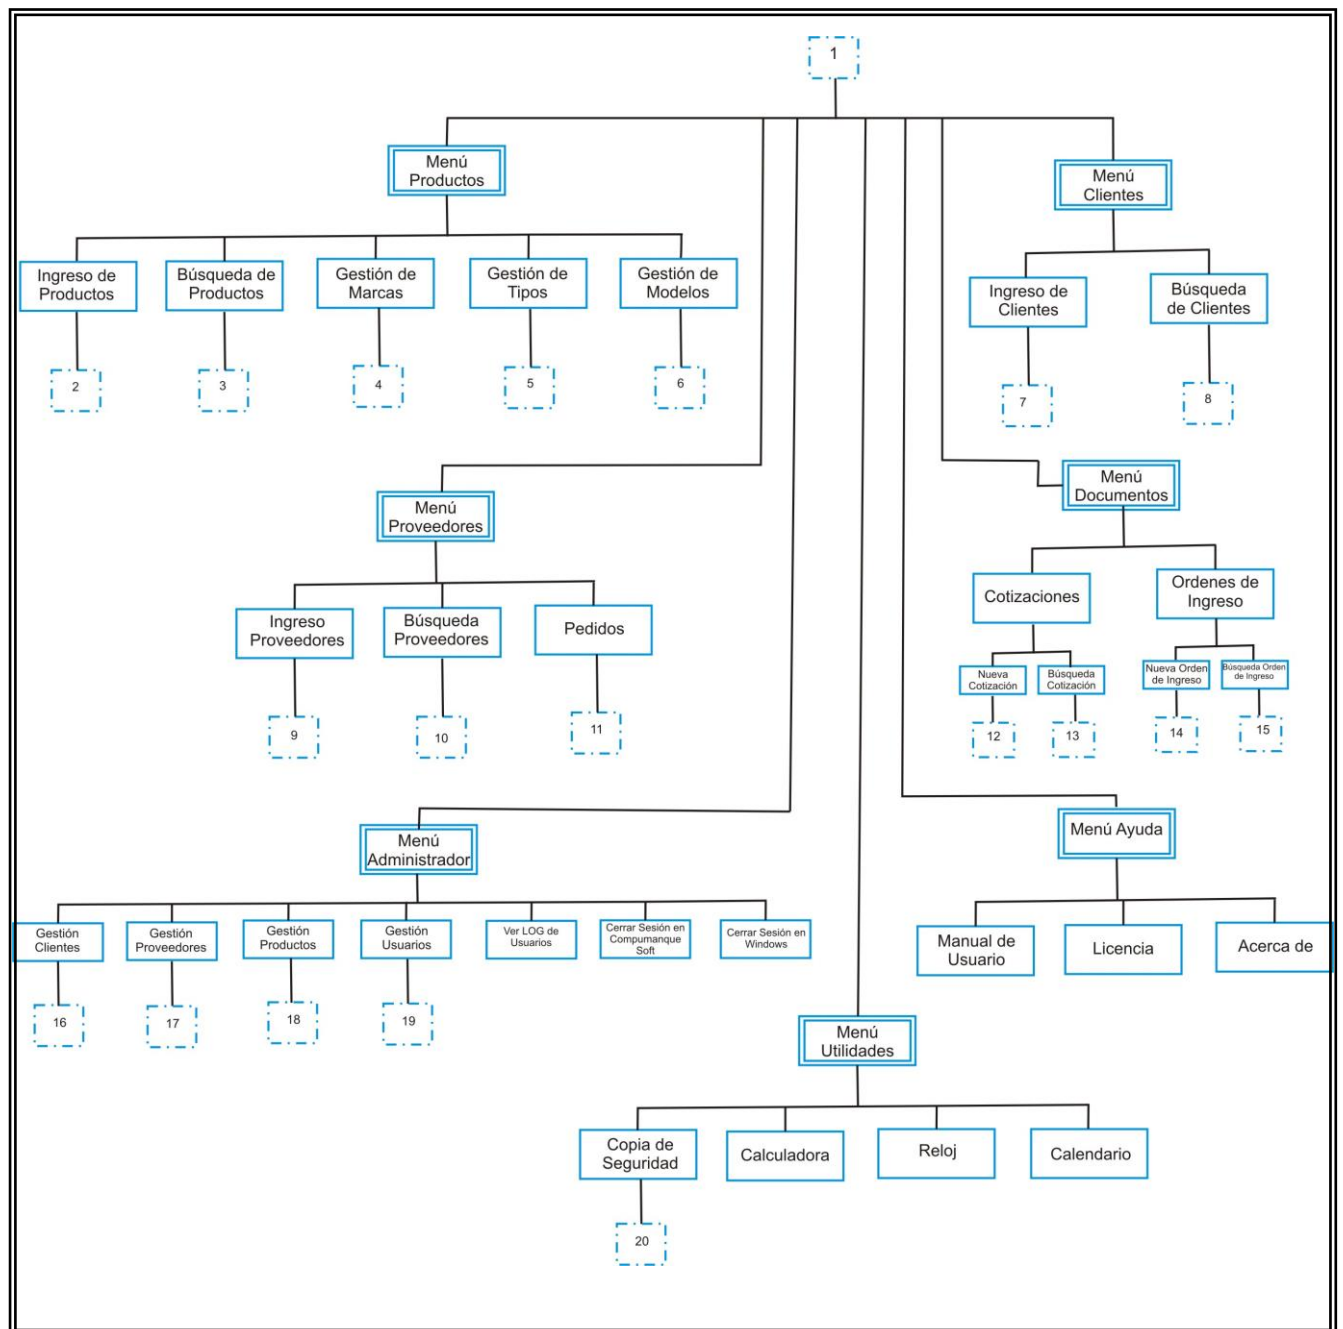 1
Menú
Productos
Menú
Clientes
Ingreso de
Productos
Búsqueda de
Productos
Gestión de
Marcas
Gestión de
Tipos
Gestión de
Modelos
Ingreso de
Clientes
Búsqueda
de Clientes
2
3
4
5
6
7
8
Menú
Proveedores
Menú
Documentos
Ingreso
Proveedores
Búsqueda
Proveedores
Pedidos
Cotizaciones
Ordenes de
Ingreso
Nueva
Cotización
Búsqueda
Cotización
Nueva Orden
de Ingreso
Búsqueda Orden
de Ingreso
9
10
11
12
13
14
15
Menú
Administrador
Menú Ayuda
Gestión
Clientes
Gestión
Proveedores
Gestión
Productos
Gestión
Usuarios
Ver LOG de
Usuarios
Cerrar Sesión en
Compumanque
Soft
Cerrar Sesión en
Windows
Manual de
Usuario
Licencia
Acerca de
16
17
18
19
Menú
Utilidades
Copia de
Seguridad
Calculadora
Reloj
Calendario
20